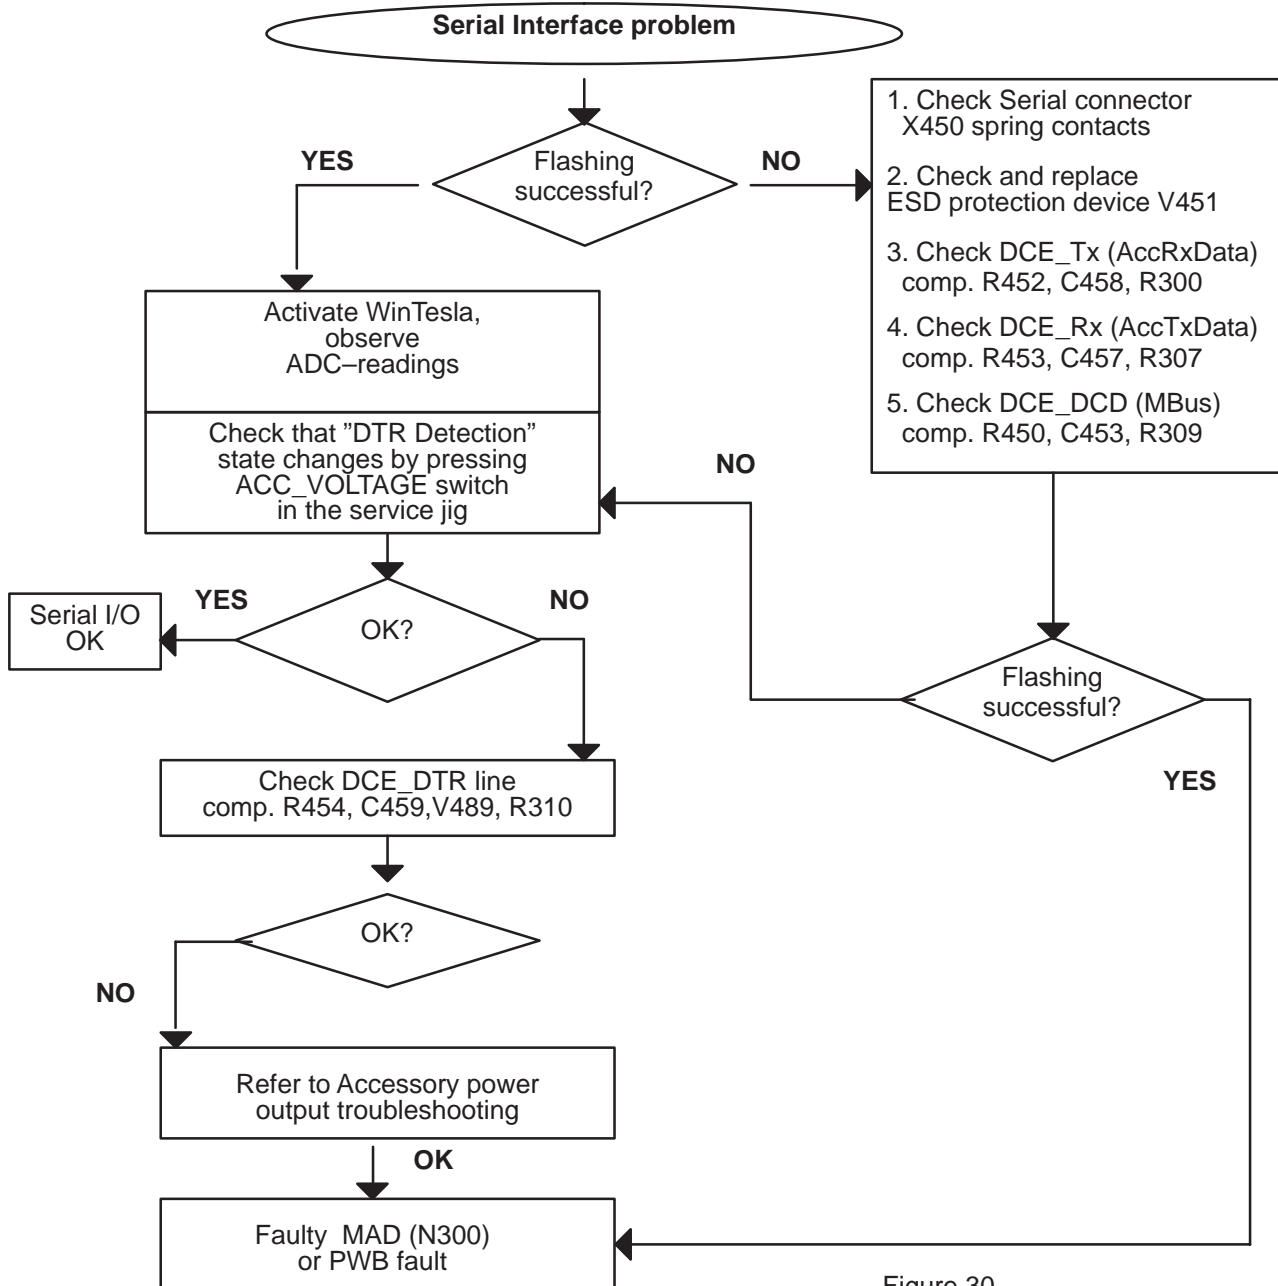 Serial Interface problem
YES
Flashing
successful?
NO
1. Check Serial connector
X450 spring contacts
2. Check and replace
ESD protection device V451
3. Check DCE_Tx (AccRxData)
comp. R452, C458, R300
4. Check DCE_Rx (AccTxData)
comp. R453, C457, R307
5. Check DCE_DCD (MBus)
comp. R450, C453, R309
Activate WinTesla,
observe
ADC–readings
Check that ”DTR Detection”
state changes by pressing
ACC_VOLTAGE switch
in the service jig
NO
Serial I/O
OK
YES
OK?
NO
Flashing
successful?
YES
Check DCE_DTR line
comp. R454, C459,V489, R310
OK?
NO
Refer to Accessory power
output troubleshooting
OK
Faulty MAD (N300)
or PWB fault
Figure 30